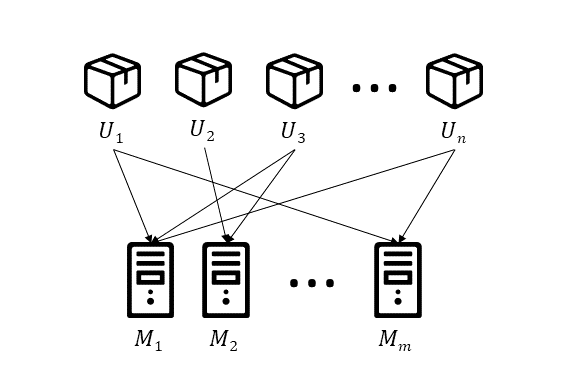 U₁ U₂ U₃ ... Uₙ
M₁ M₂ ... Mₘ